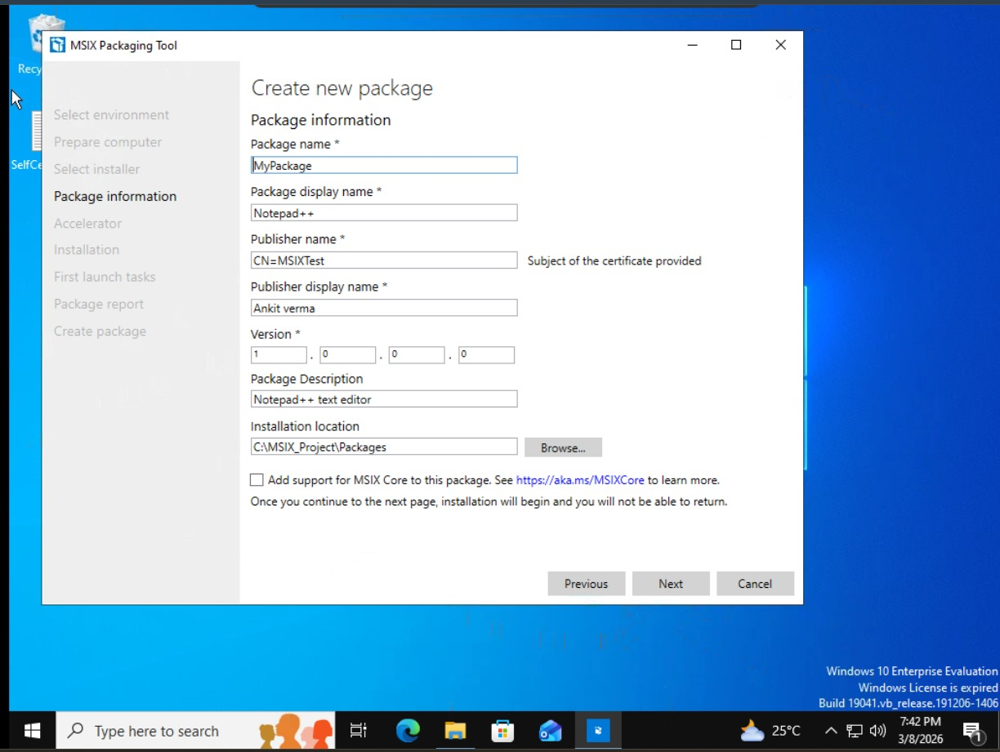 MSIX Packaging Tool
Recy
SelfCe
Select environment
Prepare computer
Select installer
Package information
Accelerator
Installation
First launch tasks
Package report
Create package
Create new package
Package information
Package name *
MyPackage
Package display name *
Notepad++
Publisher name *
CN=MSIXTest Subject of the certificate provided
Publisher display name *
Ankit verma
Version *
1 . 0 . 0 . 0
Package Description
Notepad++ text editor
Installation location
C:\MSIX_Project\Packages Browse...
Add support for MSIX Core to this package. See https://aka.ms/MSIXCore to learn more.
Once you continue to the next page, installation will begin and you will not be able to return.
Previous Next Cancel
Windows 10 Enterprise Evaluation
Windows License is expired
Build 19041.vb_release.191206-1406
Type here to search
25°C
7:42 PM
3/8/2026
1